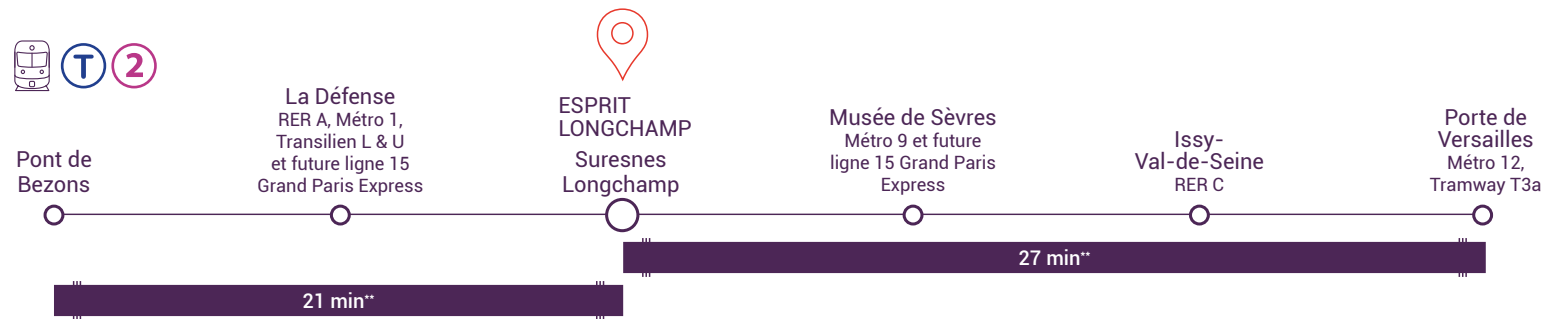 T 2
Pont de
Bezons
La Défense
RER A, Métro 1,
Transilien L & U
et future ligne 15
Grand Paris Express
ESPRIT
LONGCHAMP
Suresnes
Longchamp
Musée de Sèvres
Métro 9 et future
ligne 15 Grand Paris
Express
Issy-
Val-de-Seine
RER C
Porte de
Versailles
Métro 12,
Tramway T3a
27 min**
21 min**